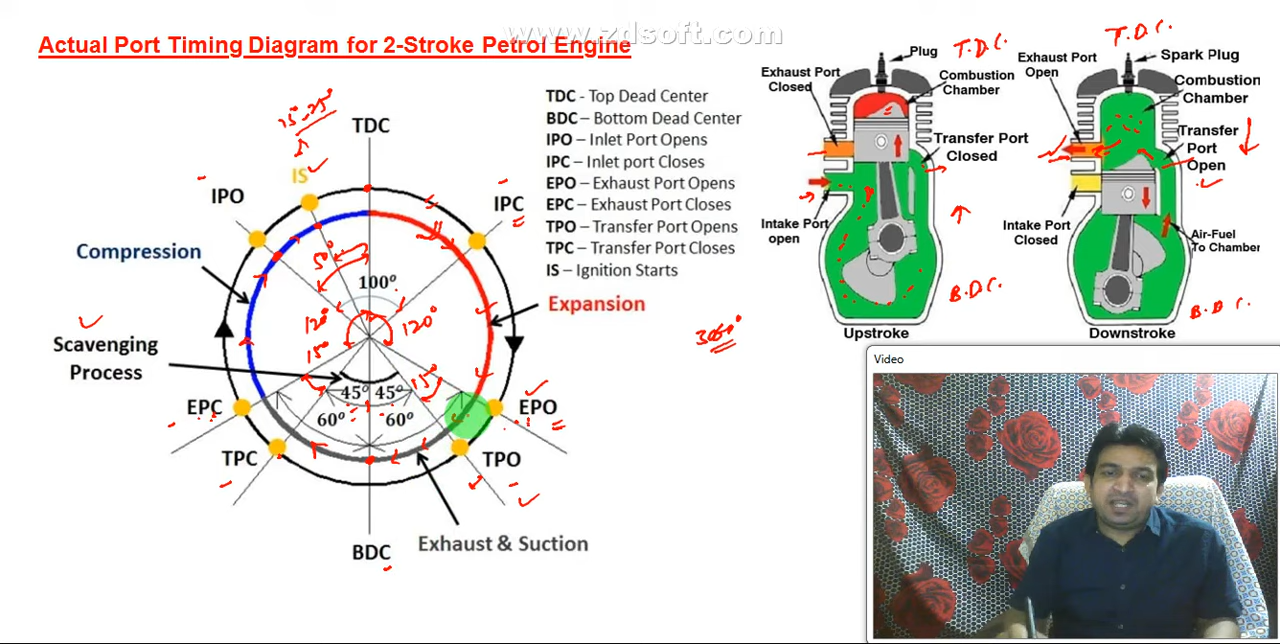 www.zdsoft.com
Actual Port Timing Diagram for 2-Stroke Petrol Engine
TDC - Top Dead Center
BDC – Bottom Dead Center
IPO – Inlet Port Opens
IPC – Inlet port Closes
EPO – Exhaust Port Opens
EPC – Exhaust Port Closes
TPO – Transfer Port Opens
TPC – Transfer Port Closes
IS – Ignition Starts
15°-25°
TDC
IS
IPO
IPC
Compression
50°
100°
Expansion
120°
120°
15°
15°
Scavenging
Process
45° 45°
60° 60°
EPC
EPO
TPC
TPO
BDC
Exhaust & Suction
360°
T.D.C.
Plug
Exhaust Port
Closed
Combustion
Chamber
Transfer Port
Closed
Intake Port
open
B.D.C.
Upstroke
T.D.C.
Exhaust Port
Open
Spark Plug
Combustion
Chamber
Transfer
Port
Open
Intake Port
Closed
Air-Fuel
To Chamber
B.D.C.
Downstroke
Video